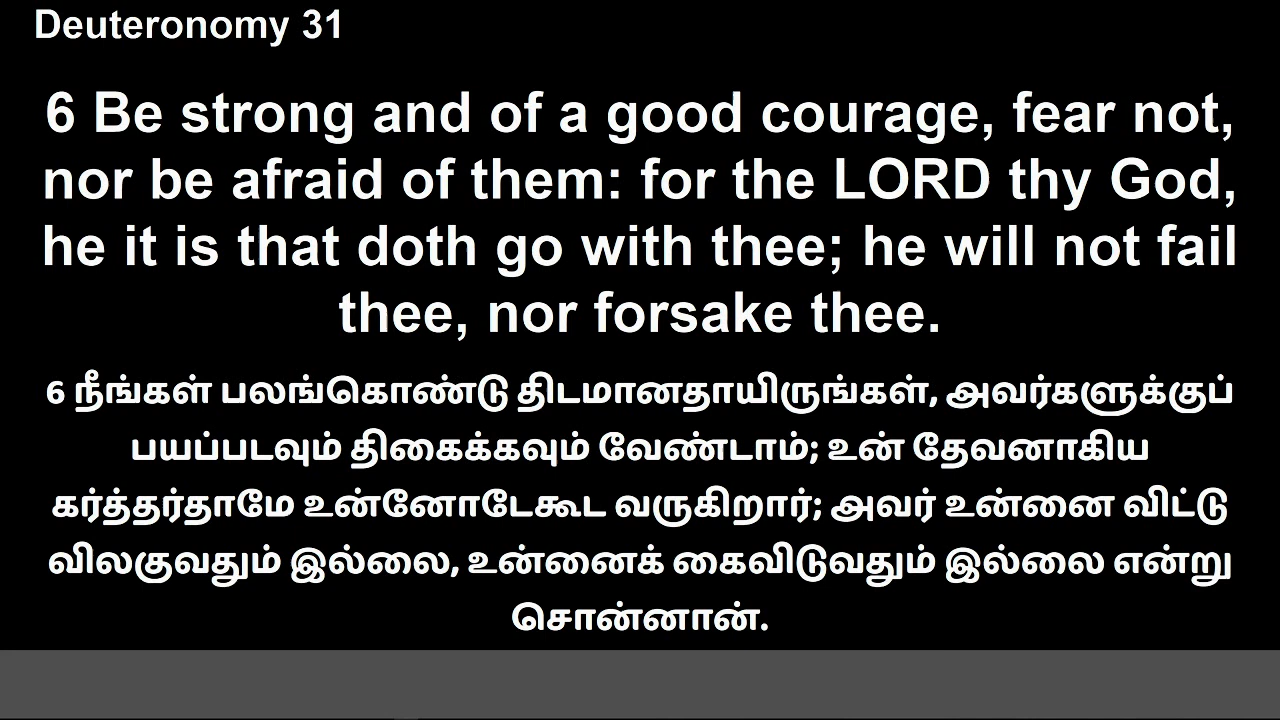 Deuteronomy 31
6 Be strong and of a good courage, fear not,
nor be afraid of them: for the LORD thy God,
he it is that doth go with thee; he will not fail
thee, nor forsake thee.
6 நீங்கள் பலங்கொண்டு திடமானதாயிருங்கள், அவர்களுக்குப்
பயப்படவும் திகைக்கவும் வேண்டாம்; உன் தேவனாகிய
கர்த்தர்தாமே உன்னோடேகூட வருகிறார்; அவர் உன்னை விட்டு
விலகுவதும் இல்லை, உன்னைக் கைவிடுவதும் இல்லை என்று
சொன்னான்.